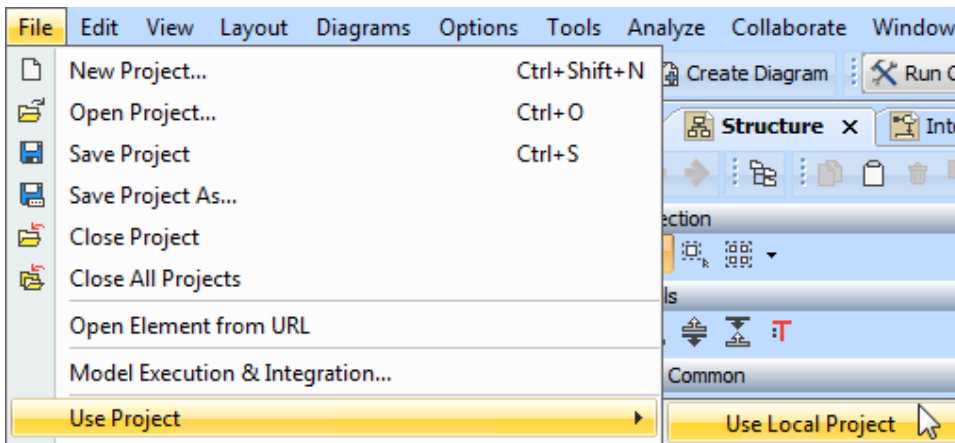 File Edit View Layout Diagrams Options Tools Analyze Collaborate Window
New Project... Ctrl+Shift+N
Create Diagram Run
Open Project... Ctrl+O
Structure
Save Project Ctrl+S
Save Project As...
Close Project
Close All Projects
Open Element from URL
Model Execution & Integration...
Common
Use Project
Use Local Project